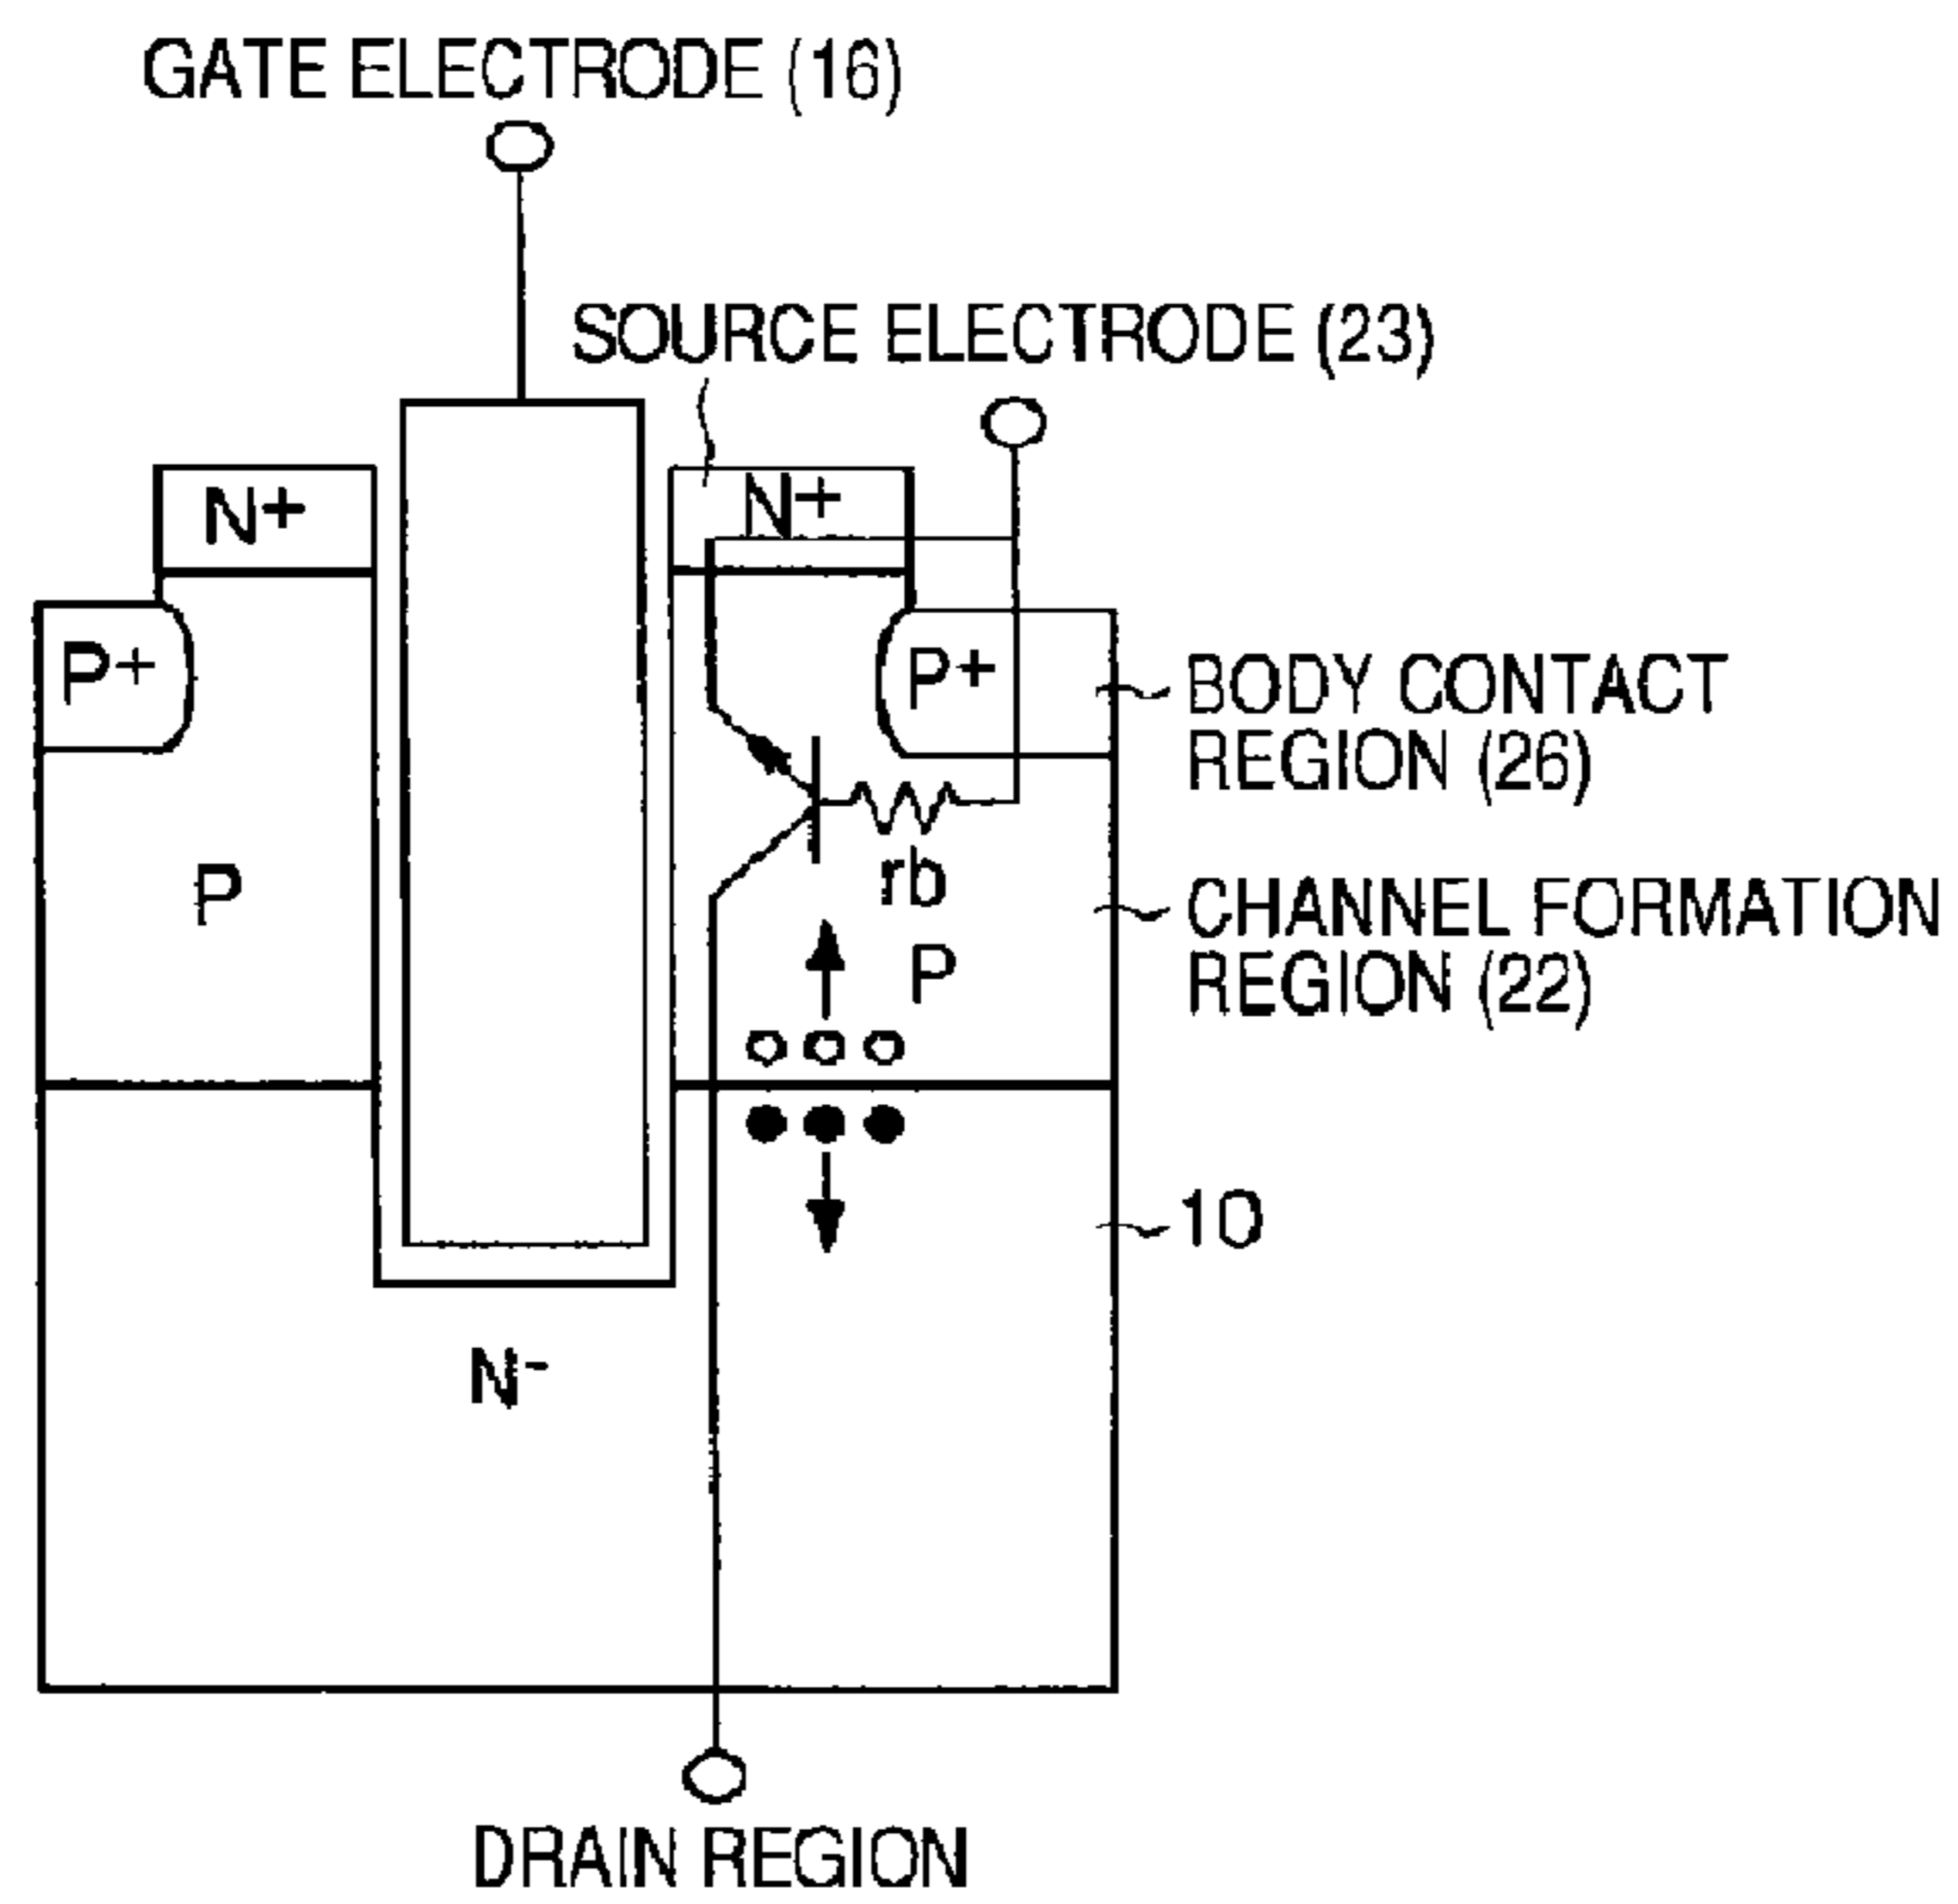 GATE ELECTRODE (16)
SOURCE ELECTRODE (23)
N+
N+
P+
P+
BODY CONTACT
REGION (26)
rb
P
CHANNEL FORMATION
REGION (22)
P
10
N-
DRAIN REGION